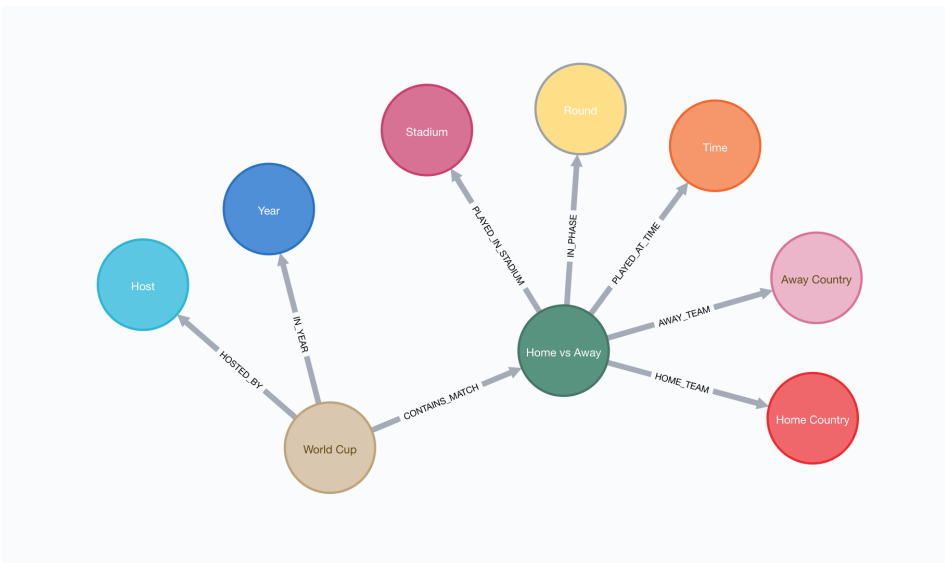 Round
Stadium
Time
Year
PLAYED_IN_STADIUM
IN_PHASE
PLAYED_AT_TIME
Host
Away Country
IN_YEAR
AWAY_TEAM
Home vs Away
HOSTED_BY
CONTAINS_MATCH
HOME_TEAM
Home Country
World Cup